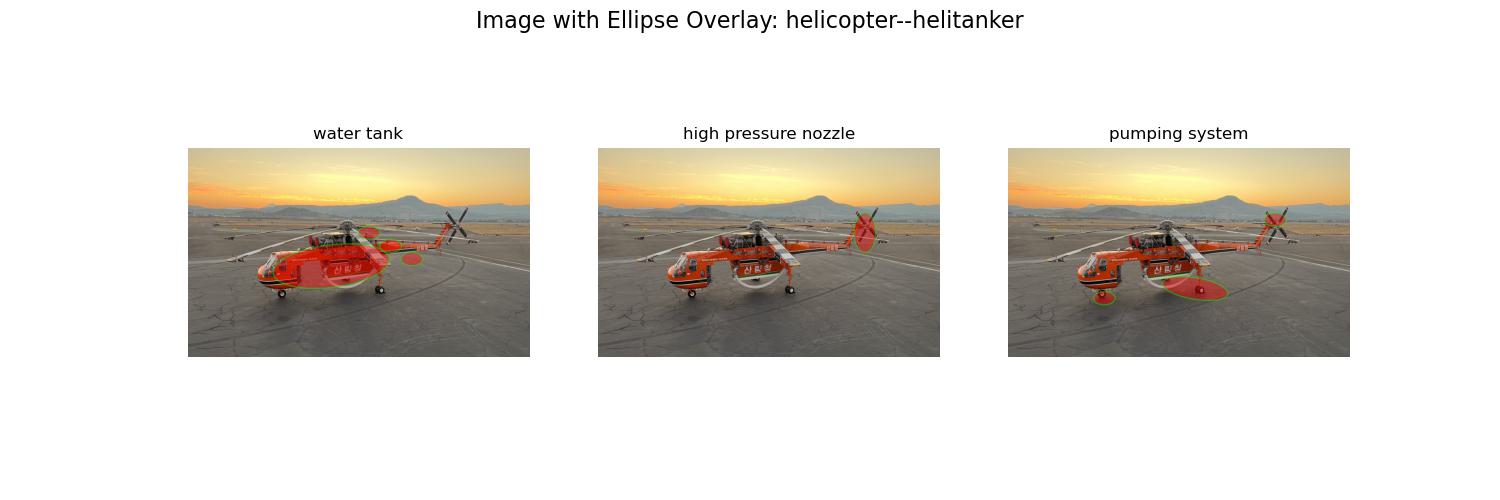 Image with Ellipse Overlay: helicopter--helitanker
water tank
high pressure nozzle
pumping system
산림청
산림청
산림청